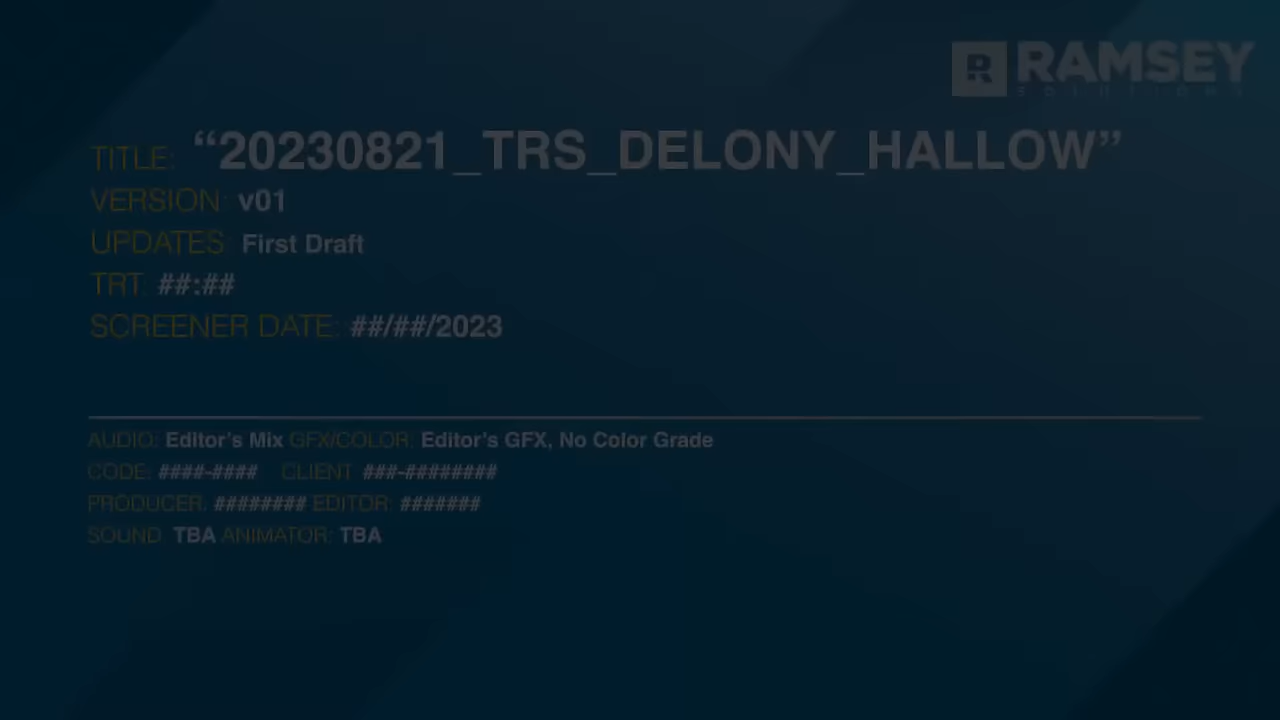 RAMSEY
SOLUTIONS
TITLE: “20230821_TRS_DELONY_HALLOW”
VERSION: v01
UPDATES: First Draft
TRT: ##:##
SCREENER DATE: ##/##/2023
AUDIO: Editor’s Mix GFX/COLOR: Editor’s GFX, No Color Grade
CODE: ####-#### CLIENT: ###-########
PRODUCER: ######## EDITOR: #######
SOUND: TBA ANIMATOR: TBA